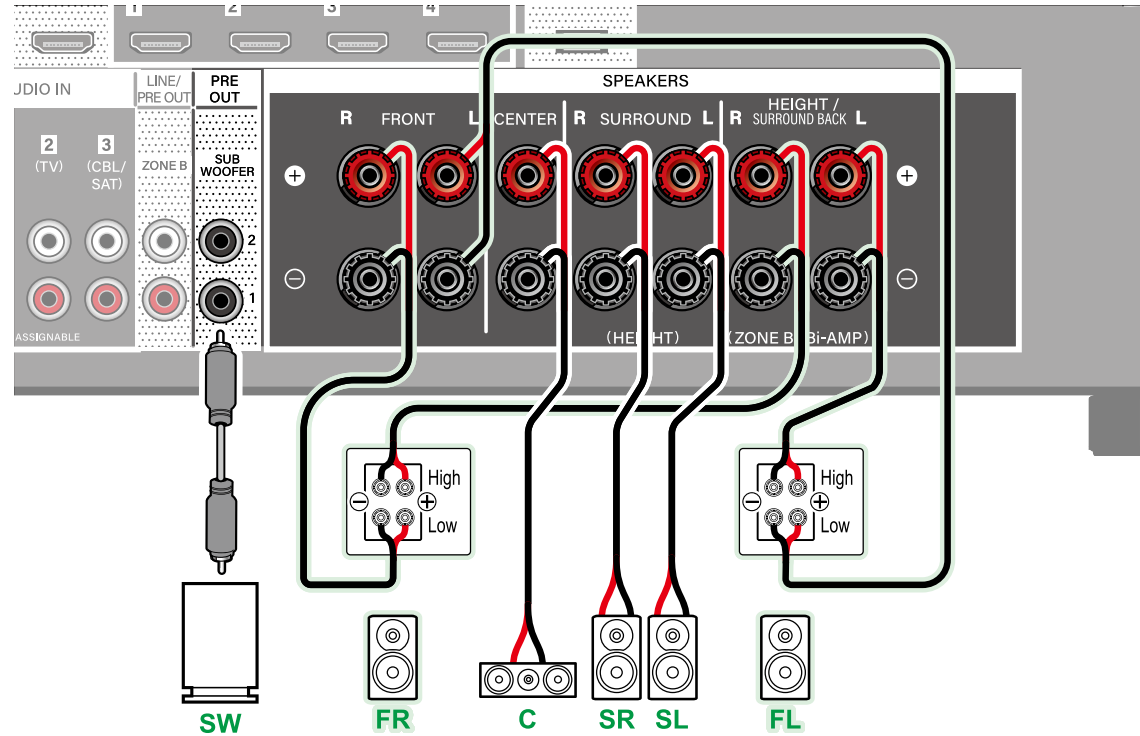 1 2 3 4
UDIO IN
LINE/
PRE OUT
PRE
OUT
SPEAKERS
2
(TV)
3
(CBL/
SAT)
ZONE B
SUB
WOOFER
R FRONT L
CENTER
R SURROUND L
R HEIGHT /
SURROUND BACK L
+
+
2
1
−
−
ASSIGNABLE
(ZONE B
Bi-AMP)
High
− +
Low
High
− +
Low
SW
FR
C
SR
SL
FL